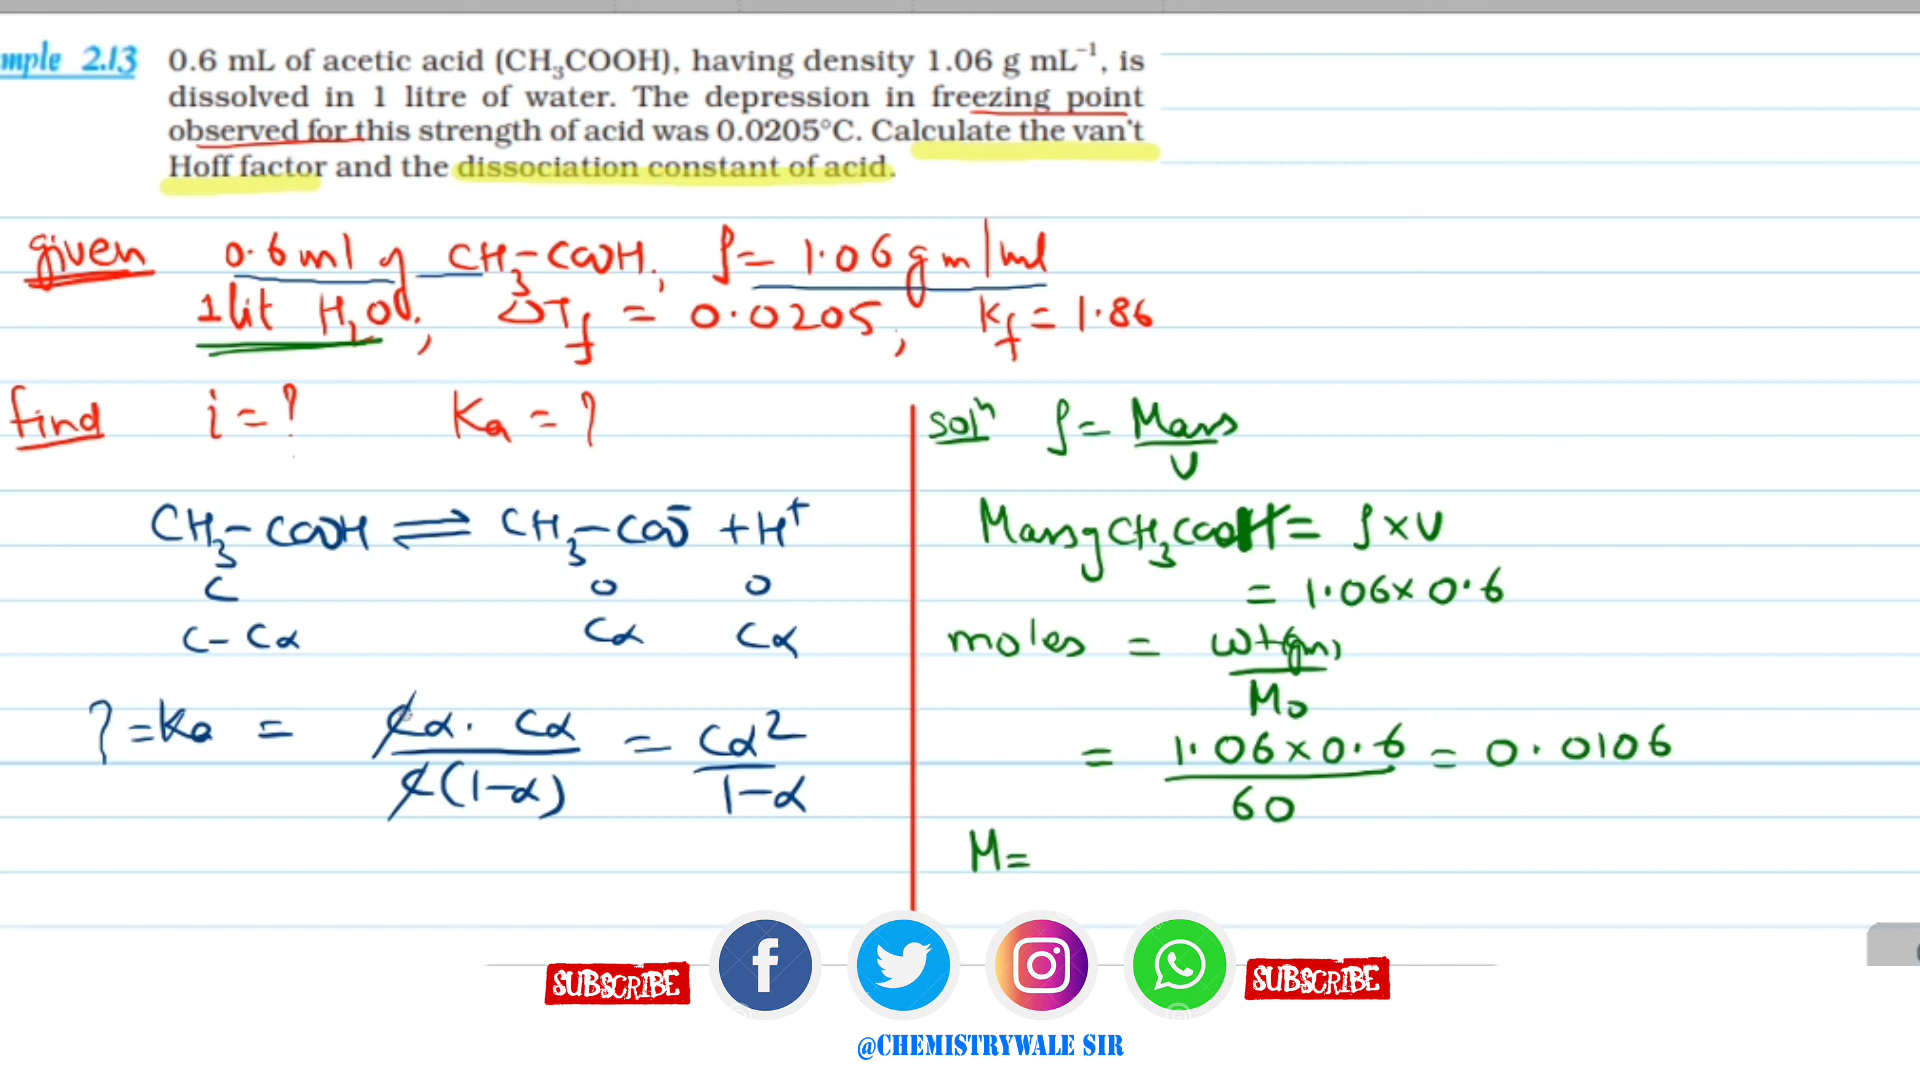 mple 2.13 0.6 mL of acetic acid (CH₃COOH), having density 1.06 g mL⁻¹, is
dissolved in 1 litre of water. The depression in freezing point
observed for this strength of acid was 0.0205°C. Calculate the van't
Hoff factor and the dissociation constant of acid.
given 0.6 ml of CH₃-COOH, ρ = 1.06 gm/ml
1 lit H₂O, ΔTf = 0.0205, Kf = 1.86
find i = ? Ka = ?
CH₃-COOH ⇌ CH₃-COO⁻ + H⁺
C 0 0
C - Cα Cα Cα
? = Ka = Cα. Cα / C(1-α) = Cα² / 1-α
solⁿ ρ = Mass / V
Mass of CH₃COOH = ρ × V
= 1.06 × 0.6
moles = wt(gm) / M₀
= 1.06 × 0.6 / 60 = 0.0106
M =
SUBSCRIBE f SUBSCRIBE
@CHEMISTRYWALE SIR